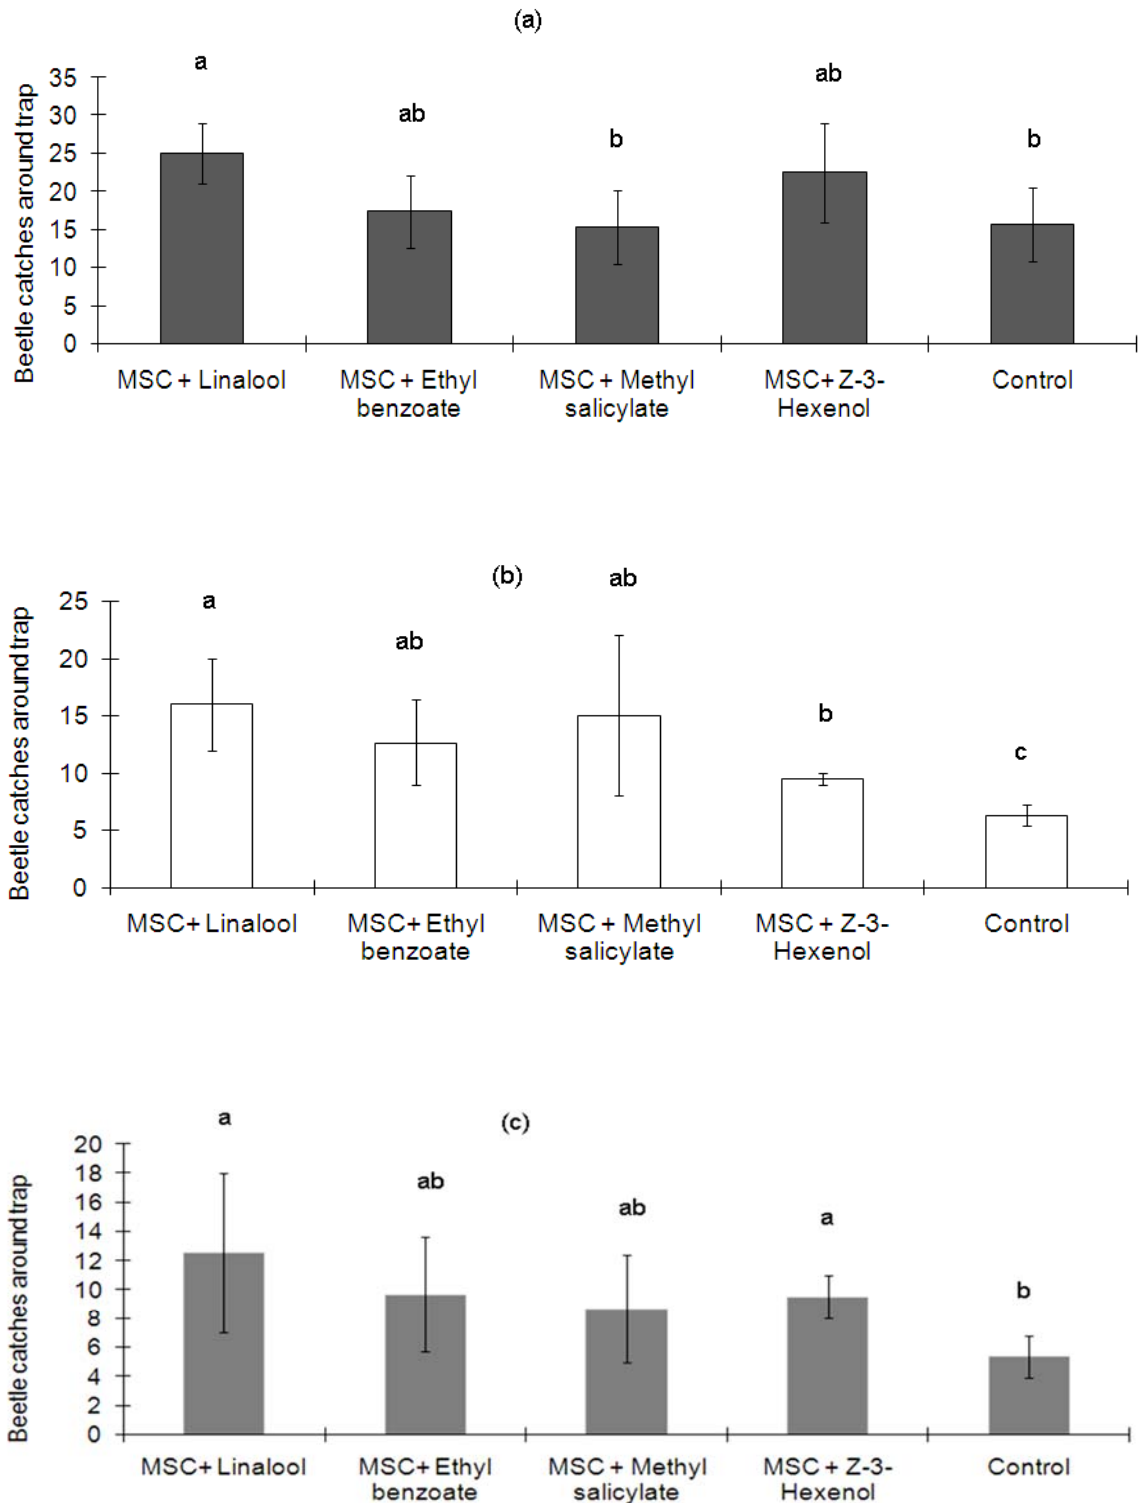 (a)
a
ab
b
ab
b
Beetle catches around trap
35
30
25
20
15
10
5
0
MSC + Linalool
MSC + Ethyl
benzoate
MSC + Methyl
salicylate
MSC+ Z-3-
Hexenol
Control
(b)
a
ab
ab
b
c
Beetle catches around trap
25
20
15
10
5
0
MSC+ Linalool
MSC+ Ethyl
benzoate
MSC + Methyl
salicylate
MSC + Z-3-
Hexenol
Control
(c)
a
ab
ab
a
b
Beetle catches around trap
20
18
16
14
12
10
8
6
4
2
0
MSC+ Linalool
MSC+ Ethyl
benzoate
MSC + Methyl
salicylate
MSC + Z-3-
Hexenol
Control